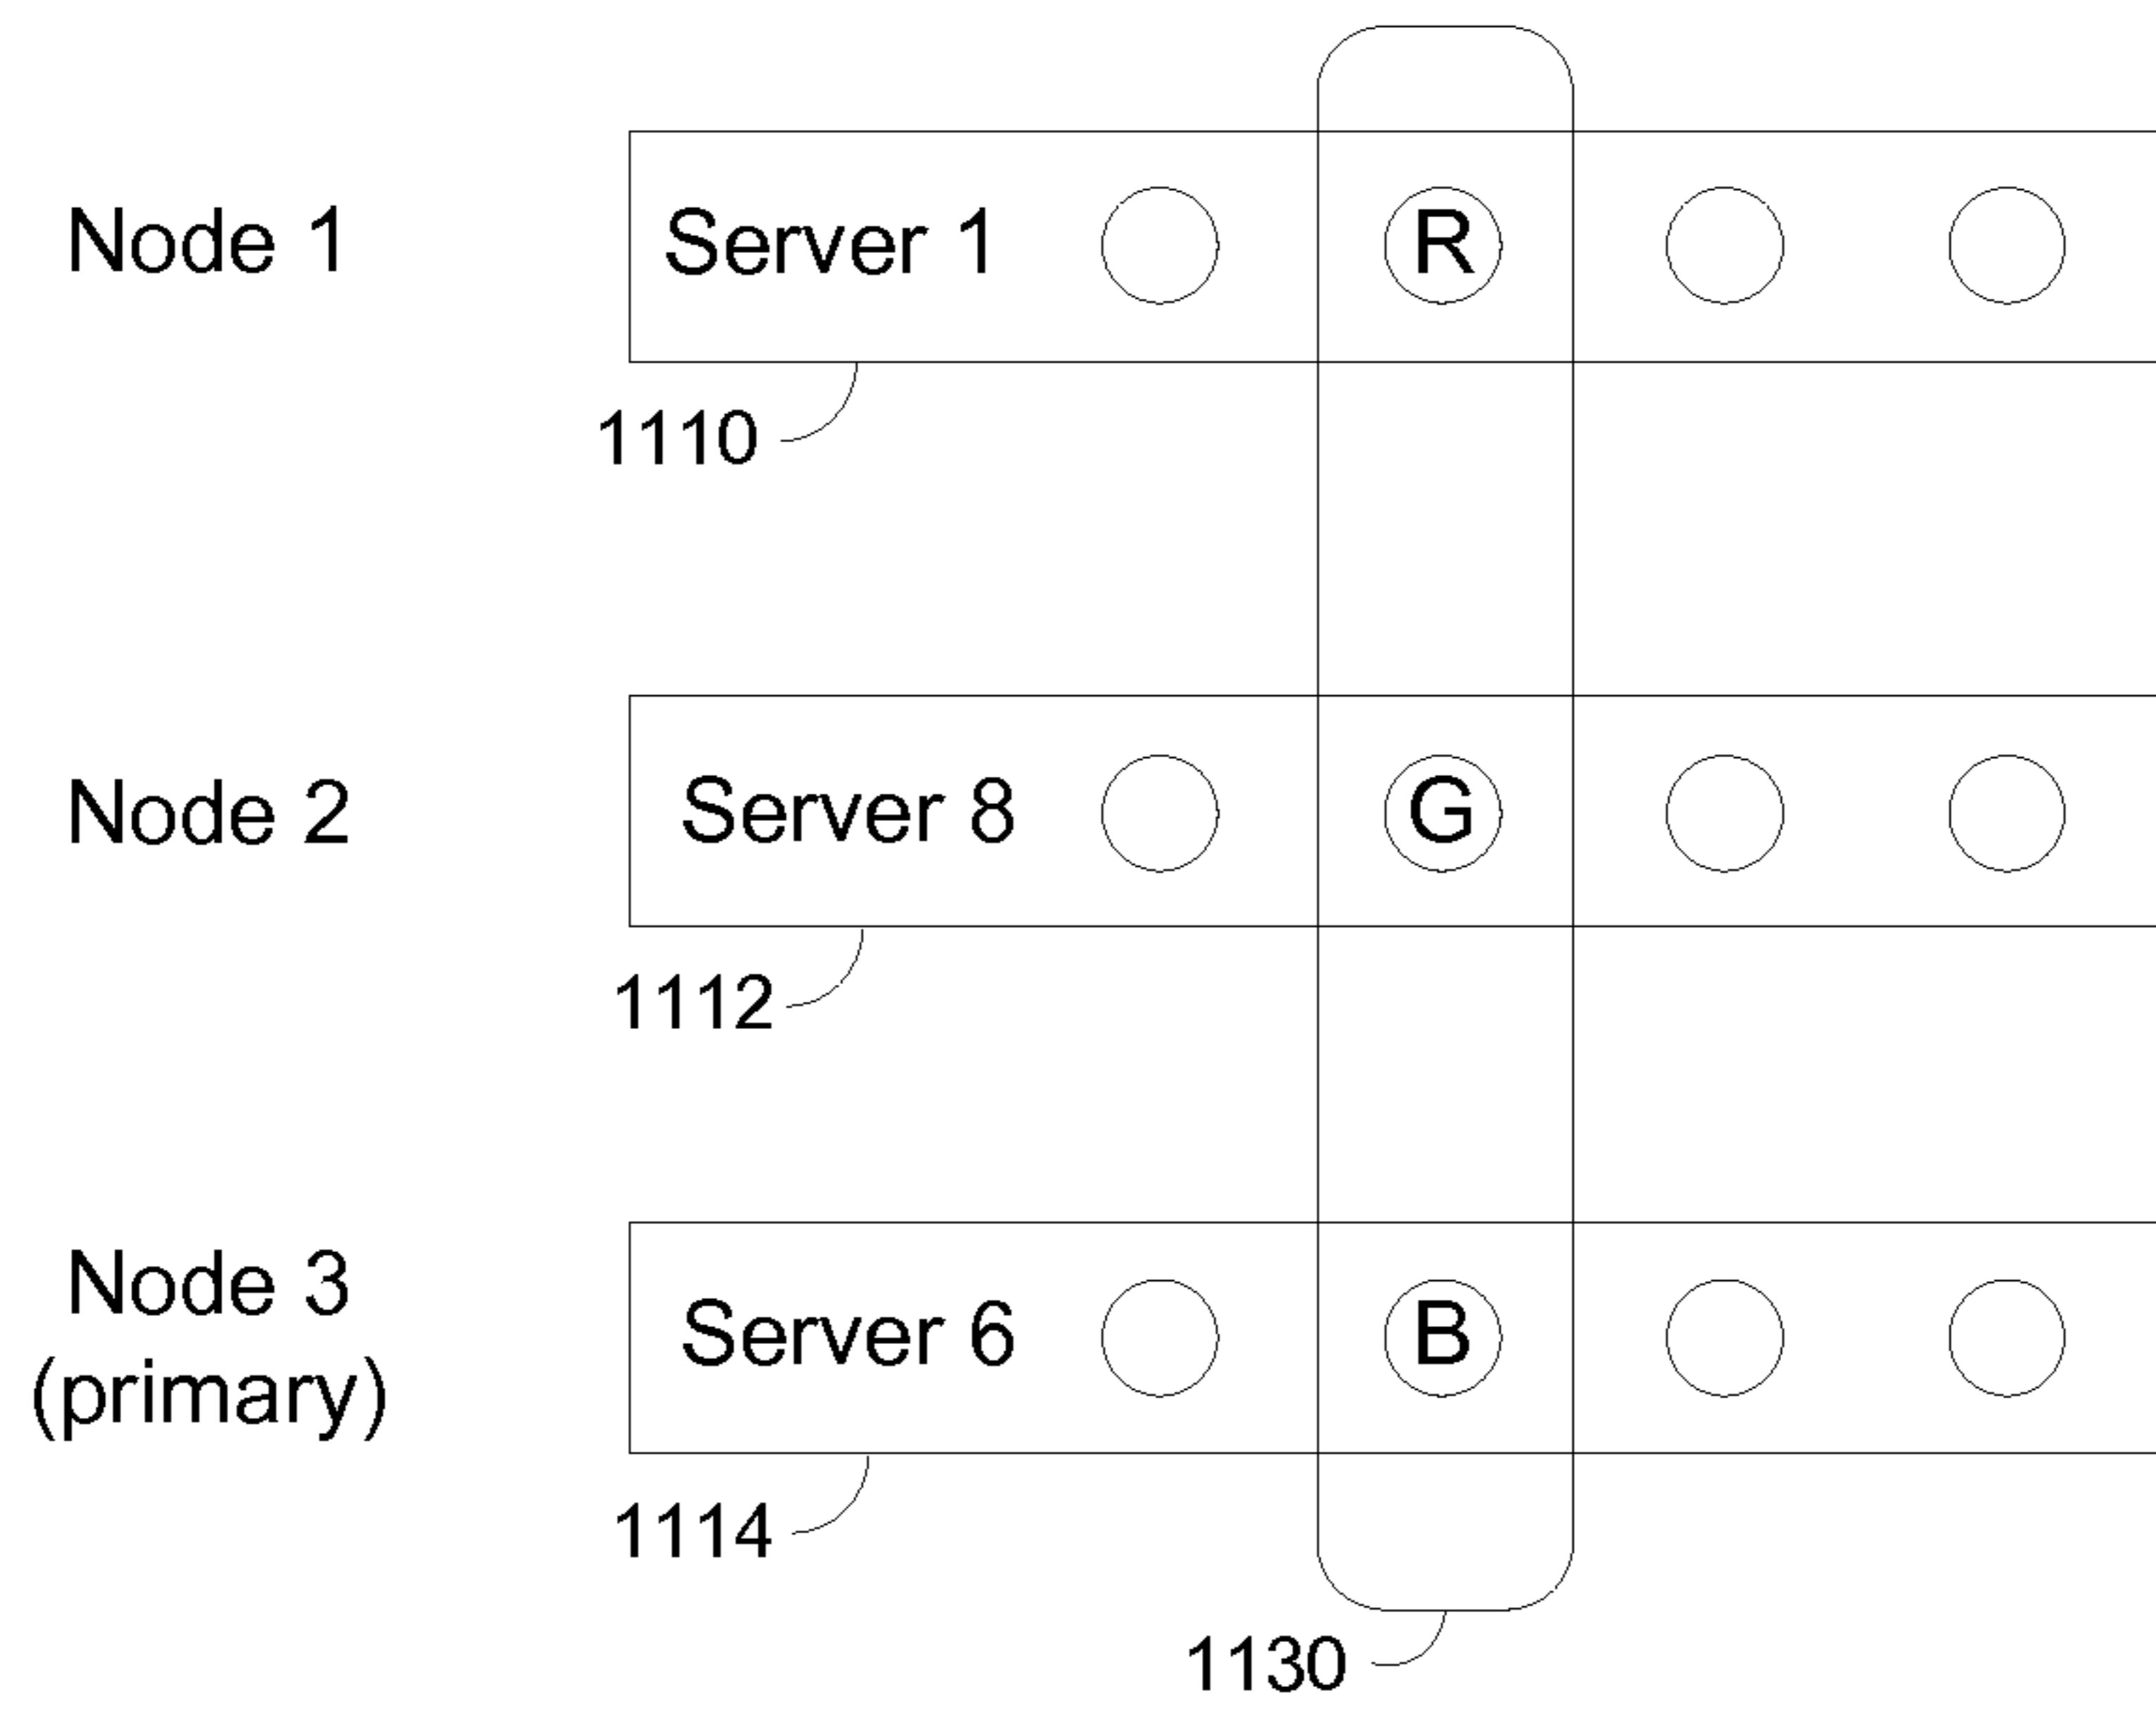 Node 1
Server 1
R
1110
Node 2
Server 8
G
1112
Node 3
(primary)
Server 6
B
1114
1130